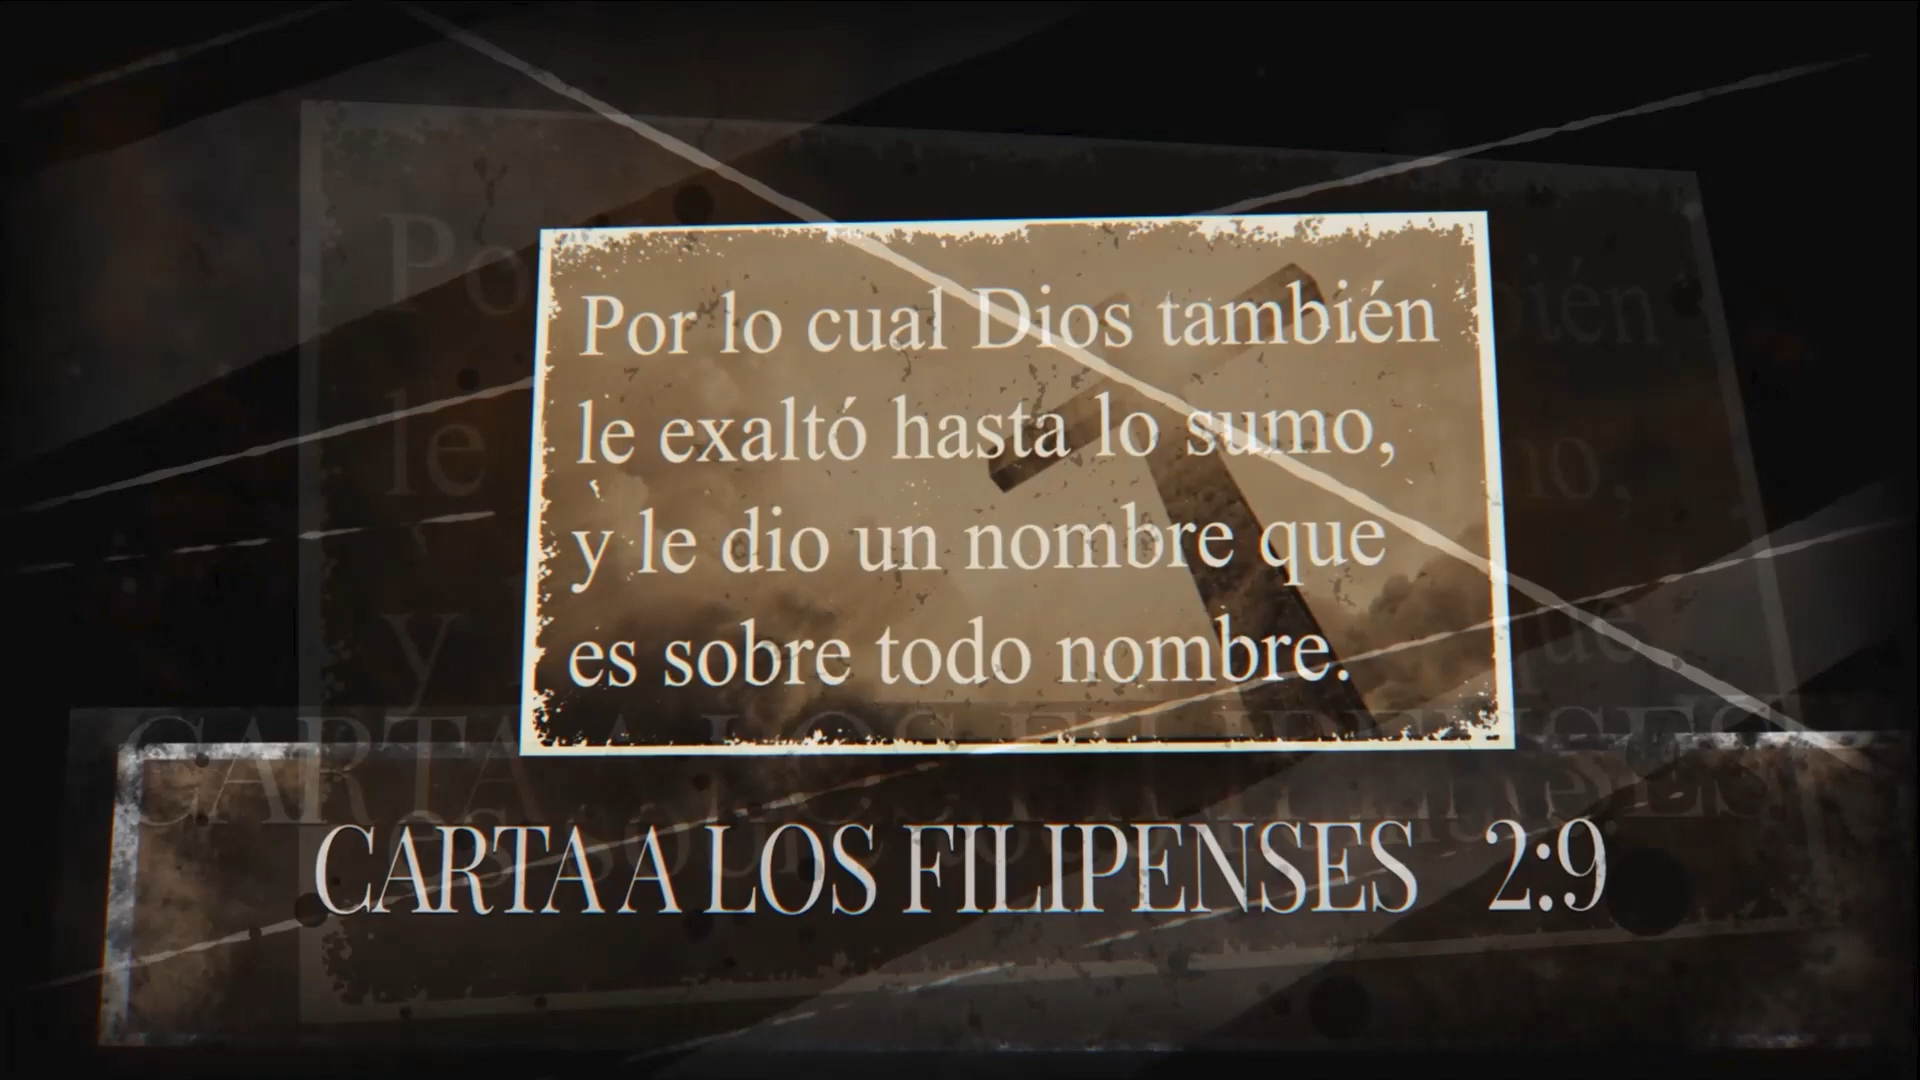 Por lo cual Dios también
le exaltó hasta lo sumo,
y le dio un nombre que
es sobre todo nombre.
CARTA A LOS FILIPENSES 2:9